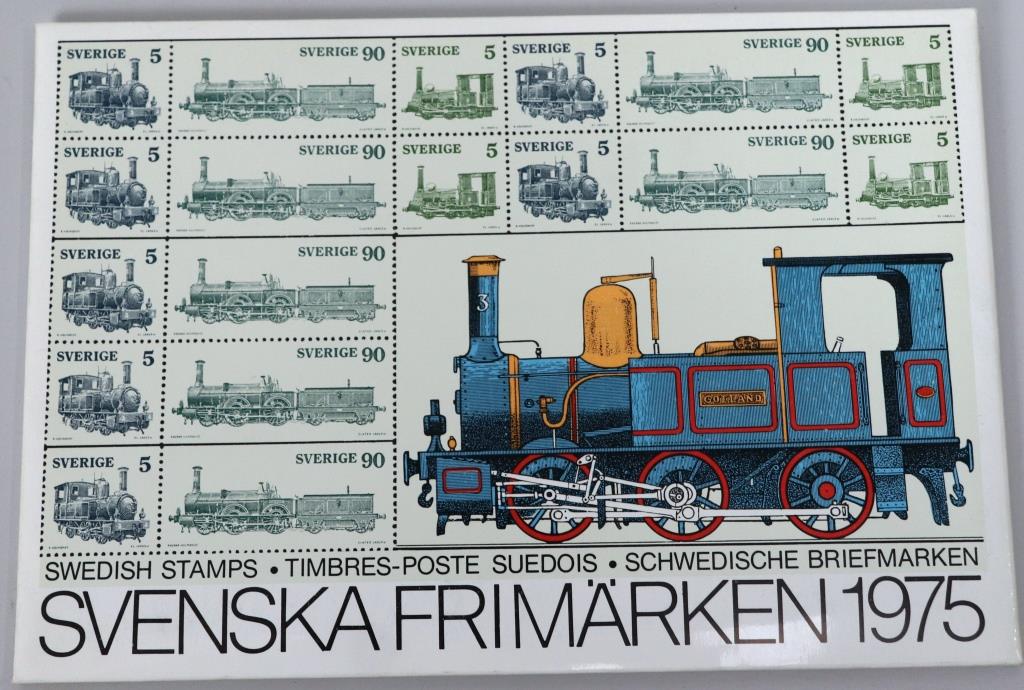 SVERIGE 5 SVERIGE 90 SVERIGE 5 SVERIGE 5 SVERIGE 90 SVERIGE 5
SVERIGE 5 SVERIGE 90 SVERIGE 5 SVERIGE 5 SVERIGE 90 SVERIGE 5
SVERIGE 5 SVERIGE 90
SVERIGE 5 SVERIGE 90
SVERIGE 5 SVERIGE 90
3
GOTLAND
SWEDISH STAMPS • TIMBRES-POSTE SUEDOIS • SCHWEDISCHE BRIEFMARKEN
SVENSKA FRIMÄRKEN 1975